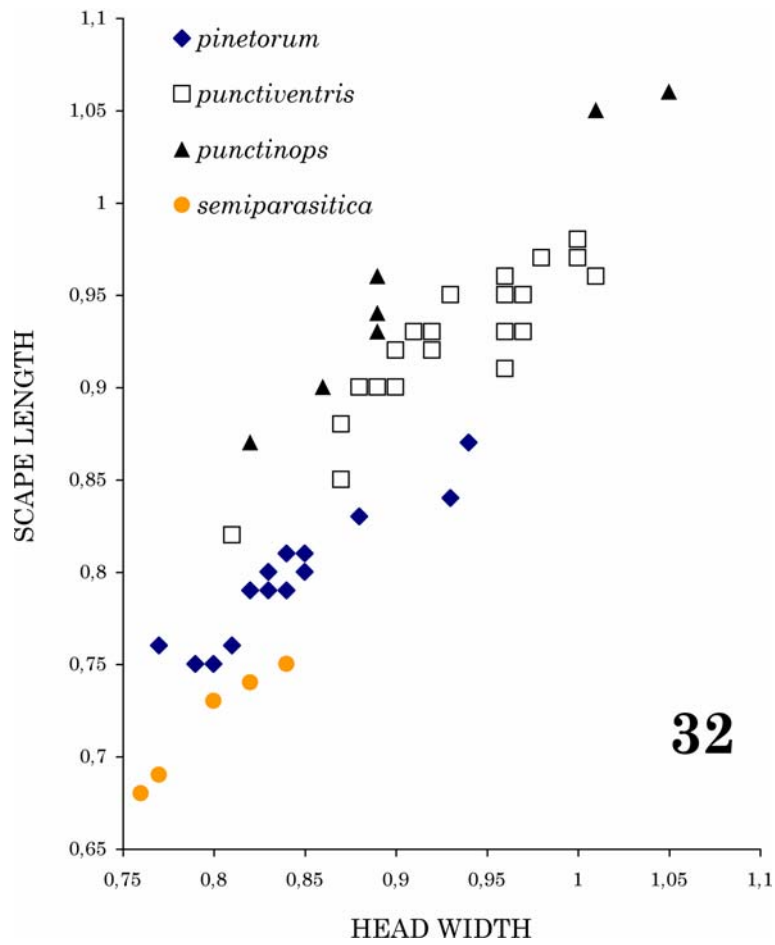 1,1
pinetorum
punctiventris
1,05
punctinops
1
semiparasitica
0,95
SCAPE LENGTH
0,9
0,85
0,8
0,75
32
0,7
0,65
0,75 0,8 0,85 0,9 0,95 1 1,05 1,1
HEAD WIDTH